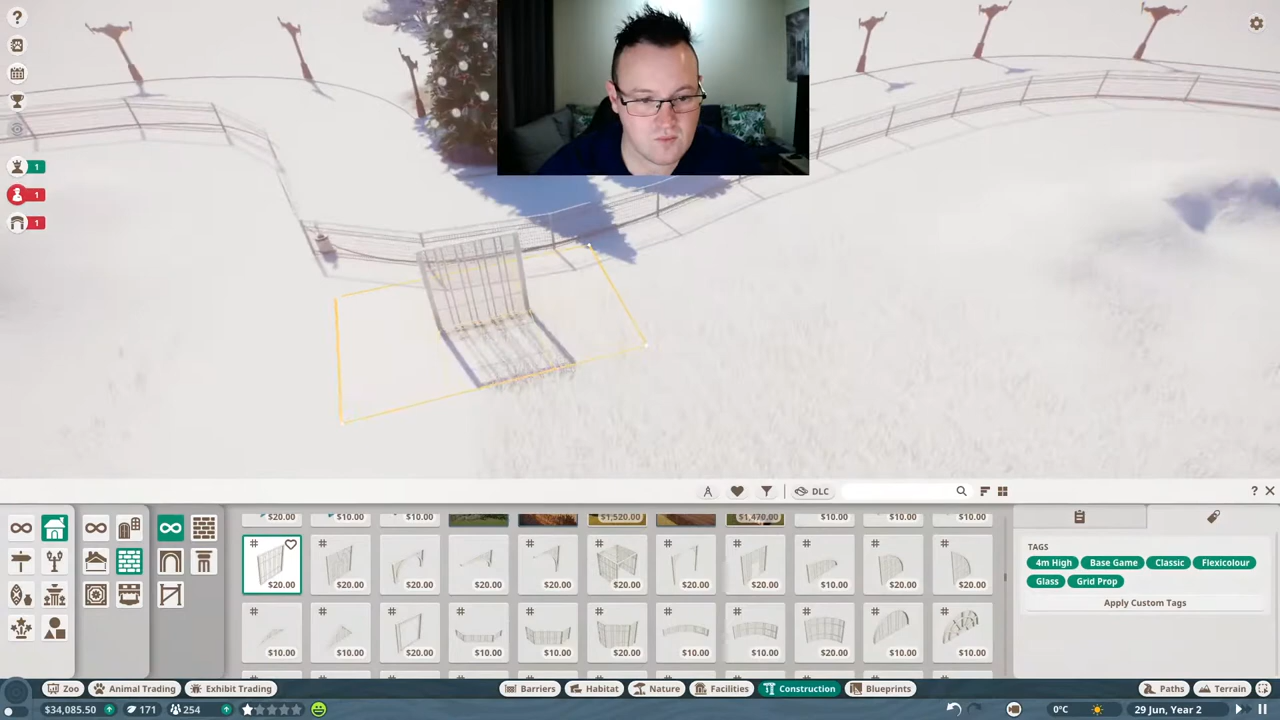 ?
1
1
1
DLC
? ×
$20.00 $10.00 $10.00 $1,520.00 $1,470.00 $10.00 $10.00 $10.00
# $20.00 # $10.00 # $20.00 # $20.00 # $20.00 # $20.00 # $20.00 # $20.00 # $10.00 # $20.00 # $20.00
# $10.00 # $10.00 # $20.00 # $10.00 # $10.00 # $20.00 # $10.00 # $10.00 # $20.00 # $10.00 # $10.00
TAGS
4m High Base Game Classic Flexicolour
Glass Grid Prop
Apply Custom Tags
Zoo Animal Trading Exhibit Trading Barriers Habitat Nature Facilities Construction Blueprints Paths Terrain
$34,085.50 171 254 0°C 29 Jun, Year 2